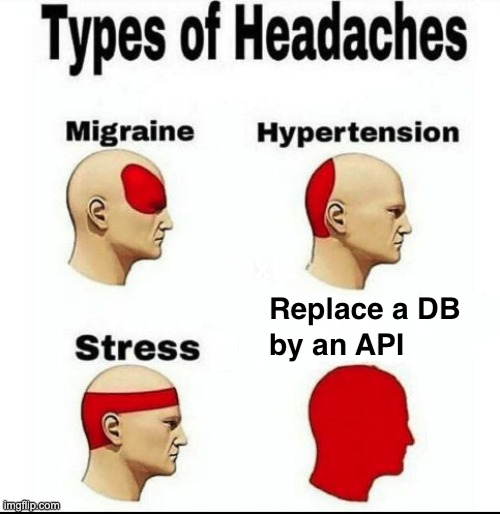 Types of Headaches
Migraine
Hypertension
Stress
Replace a DB
by an API
imgflip.com